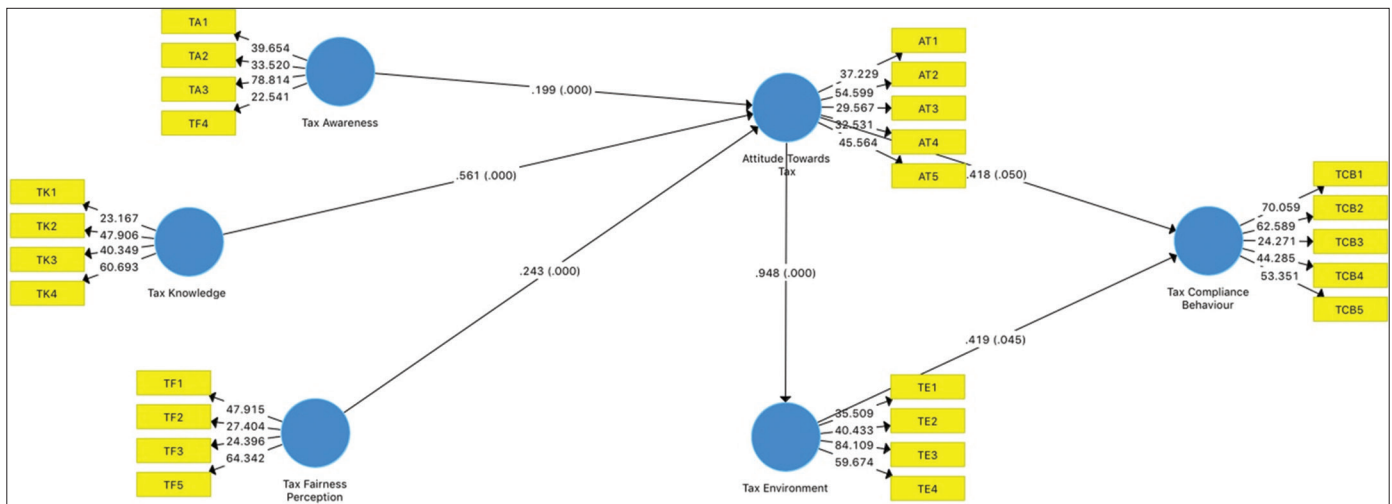 TA1
TA2
TA3
TF4
39.654
33.520
78.814
22.541
Tax Awareness
.199 (.000)
TK1
TK2
TK3
TK4
23.167
47.906
40.349
60.693
Tax Knowledge
.561 (.000)
TF1
TF2
TF3
TF5
47.915
27.404
24.396
64.342
Tax Fairness
Perception
.243 (.000)
Attitude Towards
Tax
37.229
54.599
29.567
32.531
45.564
AT1
AT2
AT3
AT4
AT5
.418 (.050)
.948 (.000)
Tax Environment
35.509
40.433
84.109
59.674
TE1
TE2
TE3
TE4
.419 (.045)
Tax Compliance
Behaviour
70.059
62.589
24.271
44.285
53.351
TCB1
TCB2
TCB3
TCB4
TCB5